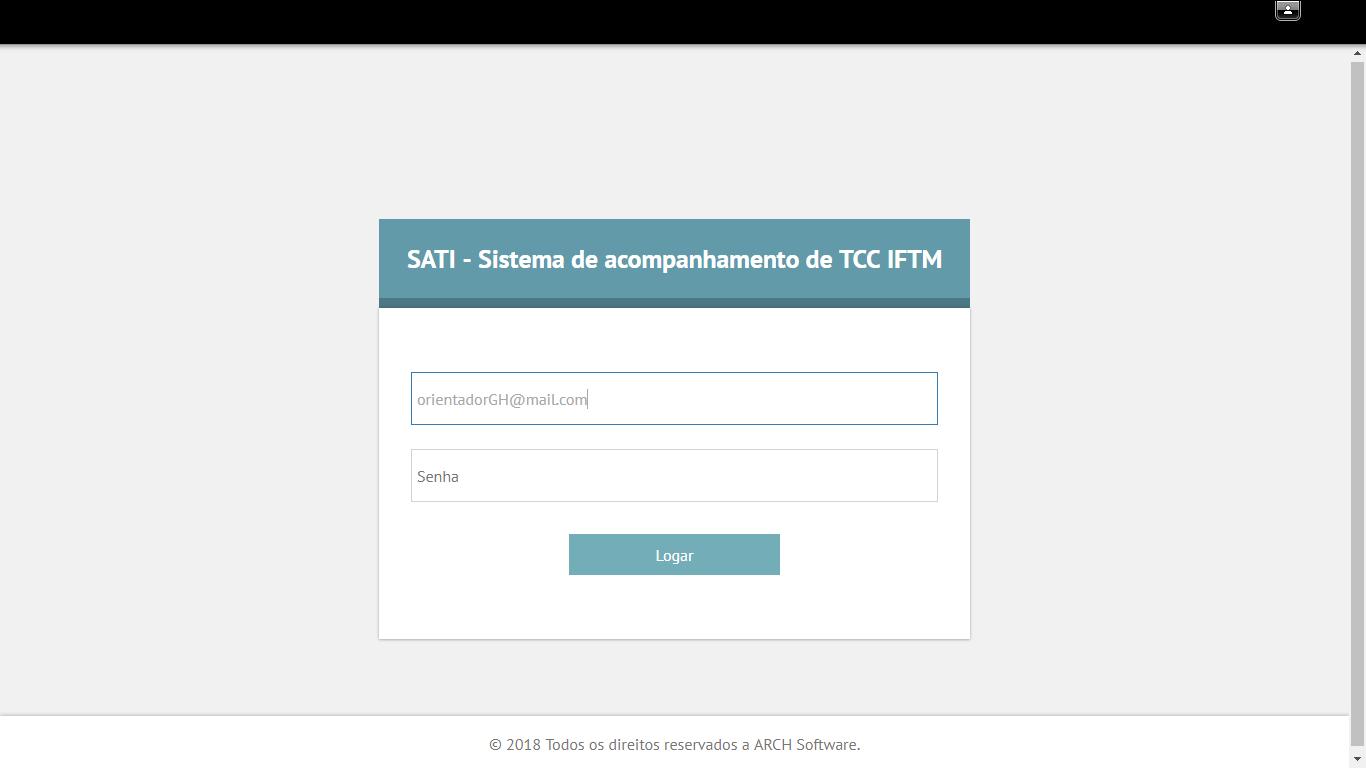 SATI - Sistema de acompanhamento de TCC IFTM
orientadorGH@mail.com
Senha
Logar
© 2018 Todos os direitos reservados a ARCH Software.